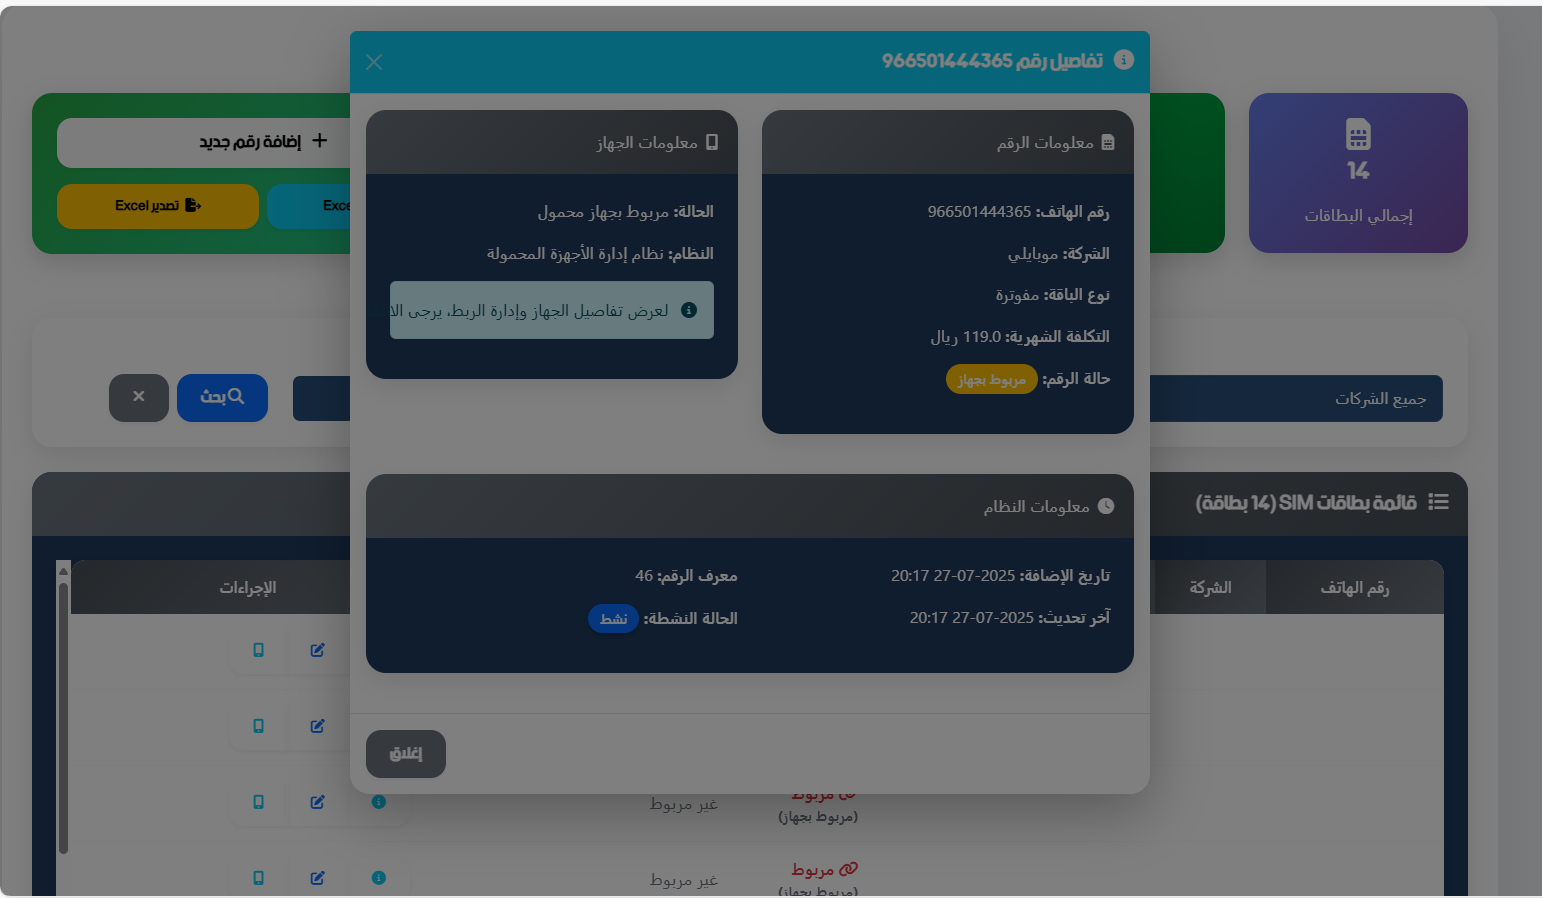 تفاصيل رقم 966501444365
معلومات الرقم
رقم الهاتف: 966501444365
الشركة: موبايلي
نوع الباقة: مفوترة
التكلفة الشهرية: 119.0 ريال
حالة الرقم: مربوط بجهاز
معلومات الجهاز
الحالة: مربوط بجهاز محمول
النظام: نظام إدارة الأجهزة المحمولة
لعرض تفاصيل الجهاز وإدارة الربط، يرجى الا
معلومات النظام
تاريخ الإضافة: 2025-07-27 20:17
معرف الرقم: 46
آخر تحديث: 2025-07-27 20:17
الحالة النشطة: نشط
إغلاق
14
إجمالي البطاقات
إضافة رقم جديد
Exce
تصدير Excel
جميع الشركات
بحث
قائمة بطاقات SIM (14 بطاقة)
رقم الهاتف
الشركة
الإجراءات
مربوط
غير مربوط
(مربوط بجهاز)
مربوط
غير مربوط
(مربوط بجهاز)